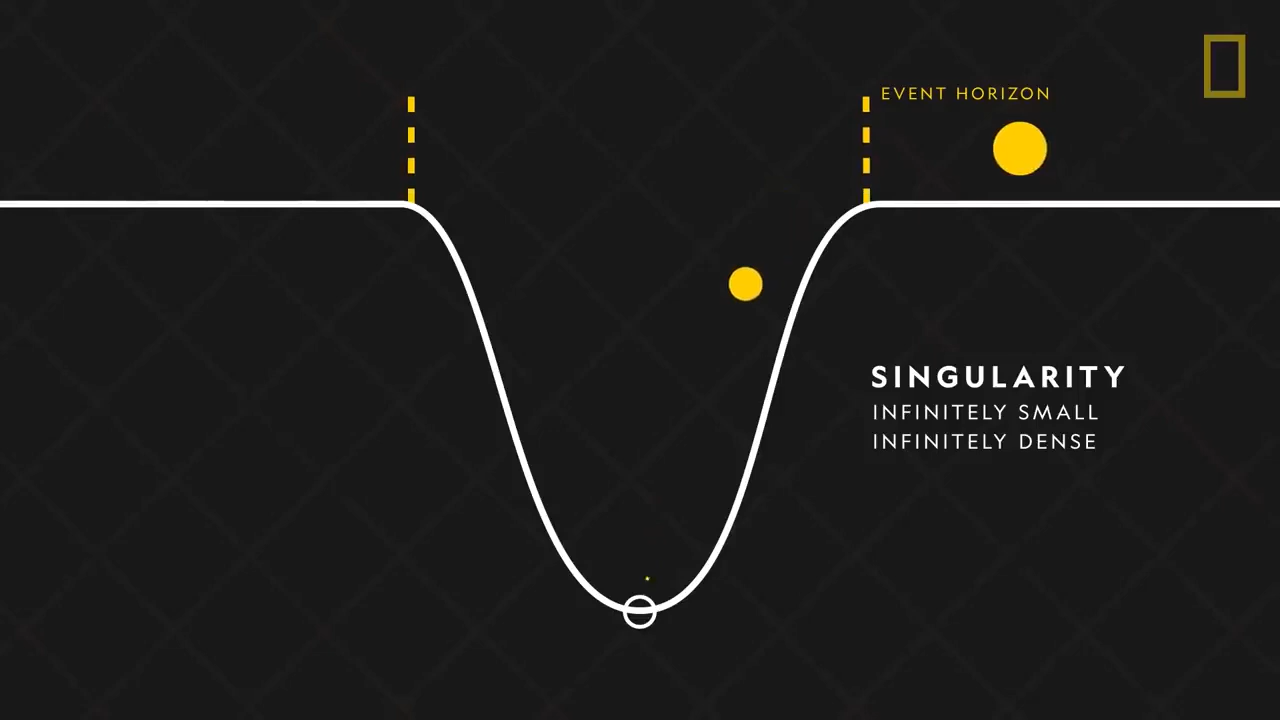 EVENT HORIZON
SINGULARITY
INFINITELY SMALL
INFINITELY DENSE